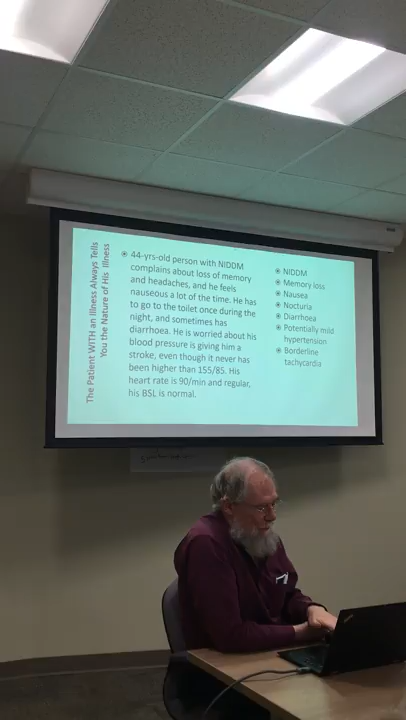 The Patient WITH an Illness Always Tells
You the Nature of His Illness
44-yrs-old person with NIDDM
complains about loss of memory
and headaches, and he feels
nauseous a lot of the time. He has
to go to the toilet once during the
night, and sometimes has
diarrhoea. He is worried about his
blood pressure is giving him a
stroke, even though it never has
been higher than 155/85. His
heart rate is 90/min and regular,
his BSL is normal.
NIDDM
Memory loss
Nausea
Nocturia
Diarrhoea
Potentially mild
hypertension
Borderline
tachycardia